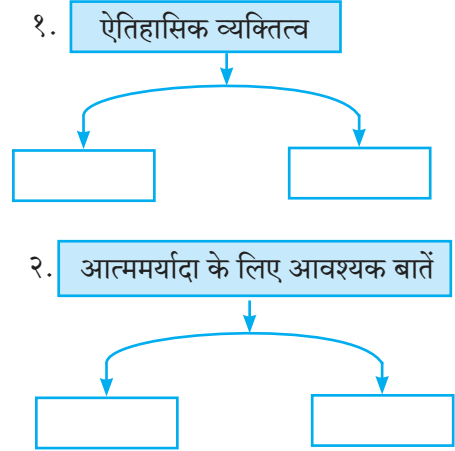 १. ऐतिहासिक व्यक्तित्व
२. आत्ममर्यादा के लिए आवश्यक बातें